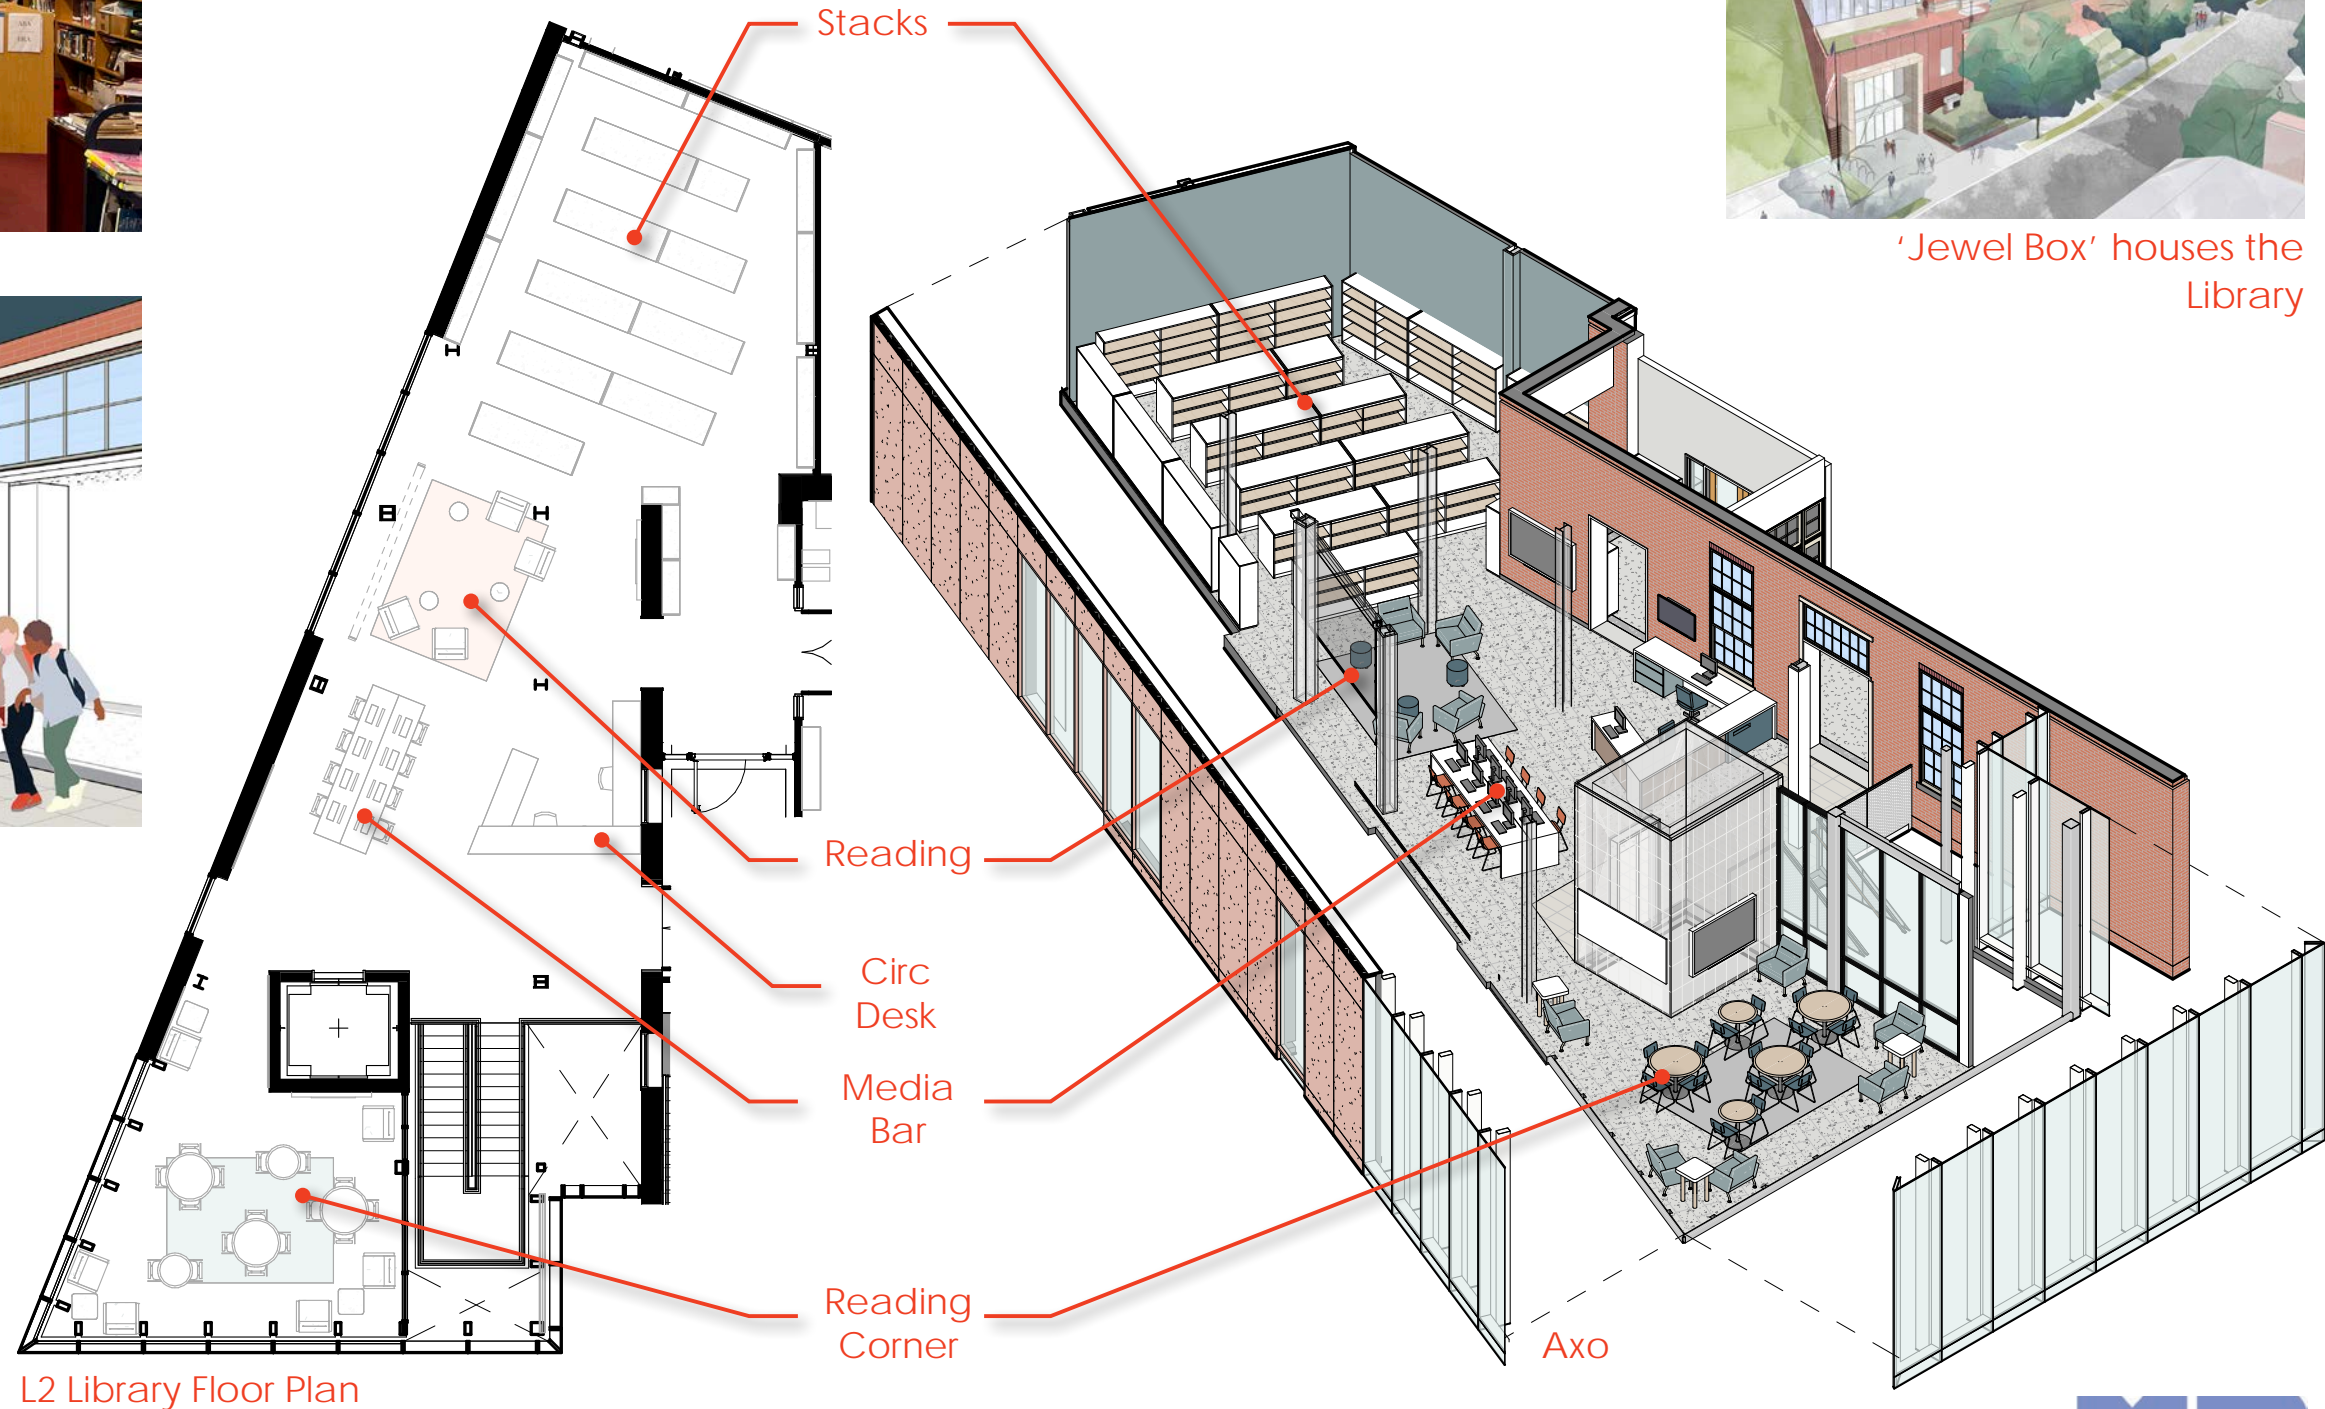 Stacks
'Jewel Box' houses the
Library
Reading
Circ
Desk
Media
Bar
Reading
Corner
Axo
L2 Library Floor Plan